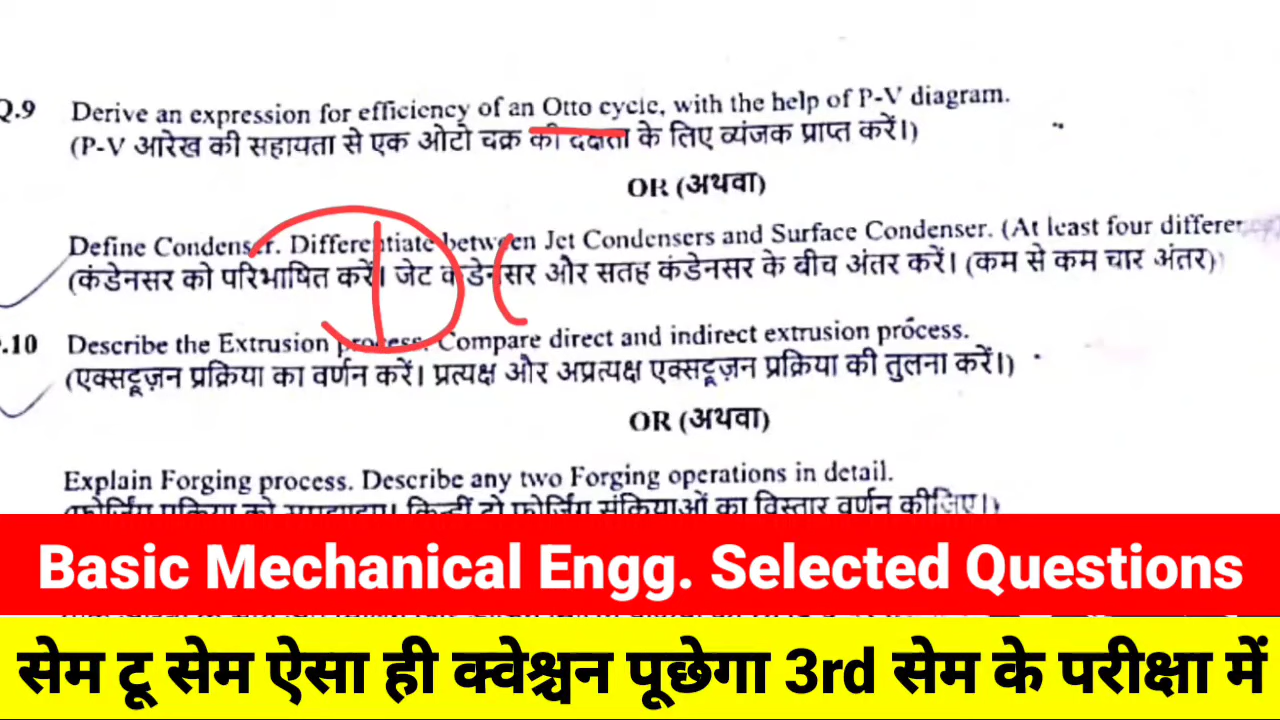 Q.9 Derive an expression for efficiency of an Otto cycle, with the help of P-V diagram.
(P-V आरेख की सहायता से एक ओटो चक्र की दक्षता के लिए व्यंजक प्राप्त करें।)
OR (अथवा)
Define Condenser. Differentiate between Jet Condensers and Surface Condenser. (At least four
(कंडेनसर को परिभाषित करें। जेट कंडेनसर और सतह कंडेनसर के बीच अंतर करें। (कम से कम चार अंतर))
.10 Describe the Extrusion process. Compare direct and indirect extrusion process.
(एक्सट्रूज़न प्रक्रिया का वर्णन करें। प्रत्यक्ष और अप्रत्यक्ष एक्सट्रूज़न प्रक्रिया की तुलना करें।)
OR (अथवा)
Explain Forging process. Describe any two Forging operations in detail.
(फोर्जिंग प्रक्रिया को समझाइए। किन्हीं दो फोर्जिंग संक्रियाओं का विस्तार वर्णन कीजिए।)
Basic Mechanical Engg. Selected Questions
सेम टू सेम ऐसा ही क्वेश्चन पूछेगा 3rd सेम के परीक्षा में